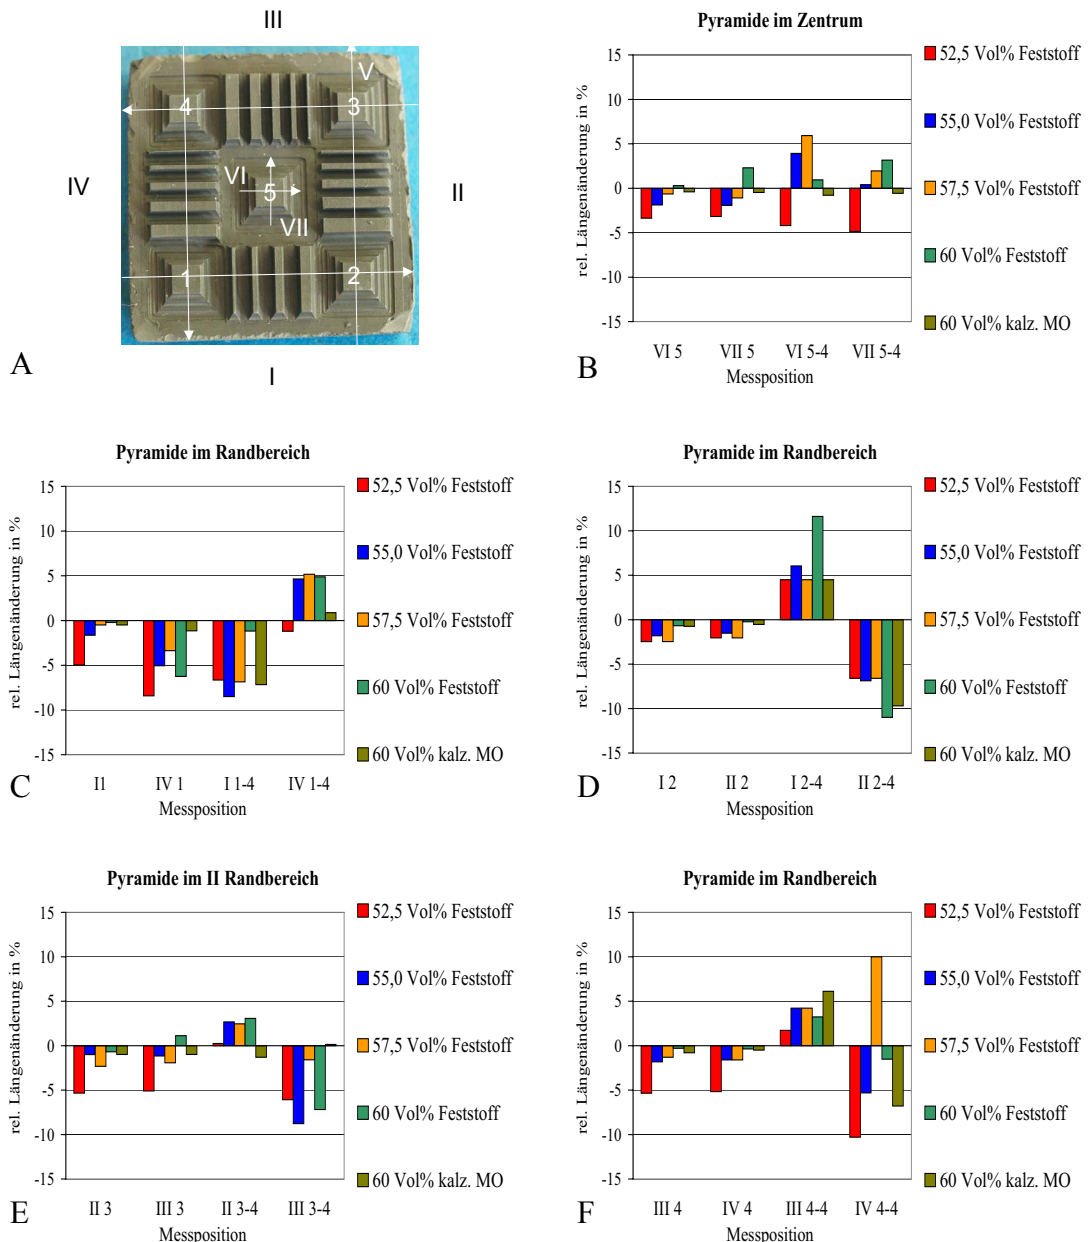 III
V
4
3
IV
VI
5
II
VII
1
2
I
A
Pyramide im Zentrum
rel. Längenänderung in %
15
10
5
0
-5
-10
-15
VI 5 VII 5 VI 5-4 VII 5-4
Messposition
52,5 Vol% Feststoff
55,0 Vol% Feststoff
57,5 Vol% Feststoff
60 Vol% Feststoff
60 Vol% kalz. MO
B
Pyramide im Randbereich
rel. Längenänderung in %
15
10
5
0
-5
-10
-15
I1 IV 1 I 1-4 IV 1-4
Messposition
52,5 Vol% Feststoff
55,0 Vol% Feststoff
57,5 Vol% Feststoff
60 Vol% Feststoff
60 Vol% kalz. MO
C
Pyramide im Randbereich
rel. Längenänderung in %
15
10
5
0
-5
-10
-15
I 2 II 2 I 2-4 II 2-4
Messposition
52,5 Vol% Feststoff
55,0 Vol% Feststoff
57,5 Vol% Feststoff
60 Vol% Feststoff
60 Vol% kalz. MO
D
Pyramide im II Randbereich
rel. Längenänderung in %
15
10
5
0
-5
-10
-15
II 3 III 3 II 3-4 III 3-4
Messposition
52,5 Vol% Feststoff
55,0 Vol% Feststoff
57,5 Vol% Feststoff
60 Vol% Feststoff
60 Vol% kalz. MO
E
Pyramide im Randbereich
rel. Längenänderung in %
15
10
5
0
-5
-10
-15
III 4 IV 4 III 4-4 IV 4-4
Messposition
52,5 Vol% Feststoff
55,0 Vol% Feststoff
57,5 Vol% Feststoff
60 Vol% Feststoff
60 Vol% kalz. MO
F